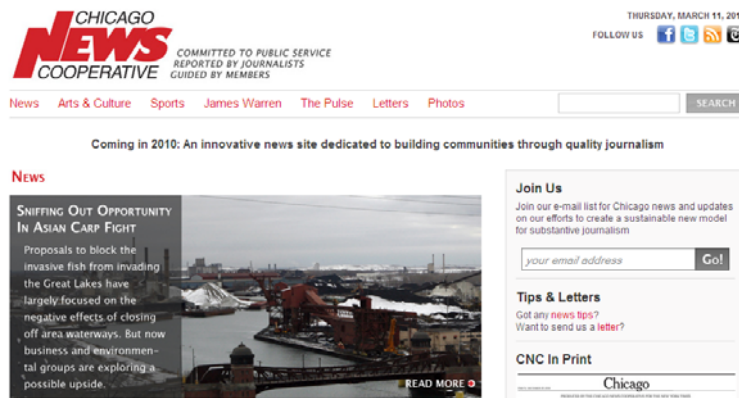 CHICAGO
NEWS
COOPERATIVE
COMMITTED TO PUBLIC SERVICE
REPORTED BY JOURNALISTS
GUIDED BY MEMBERS
THURSDAY, MARCH 11, 201
FOLLOW US
News Arts & Culture Sports James Warren The Pulse Letters Photos
SEARCH
Coming in 2010: An innovative news site dedicated to building communities through quality journalism
NEWS
SNIFFING OUT OPPORTUNITY
IN ASIAN CARP FIGHT
Proposals to block the
invasive fish from invading
the Great Lakes have
largely focused on the
negative effects of closing
off area waterways. But now
business and environmen-
tal groups are exploring a
possible upside.
READ MORE
Join Us
Join our e-mail list for Chicago news and updates
on our efforts to create a sustainable new model
for substantive journalism
your email address Go!
Tips & Letters
Got any news tips?
Want to send us a letter?
CNC In Print
Chicago